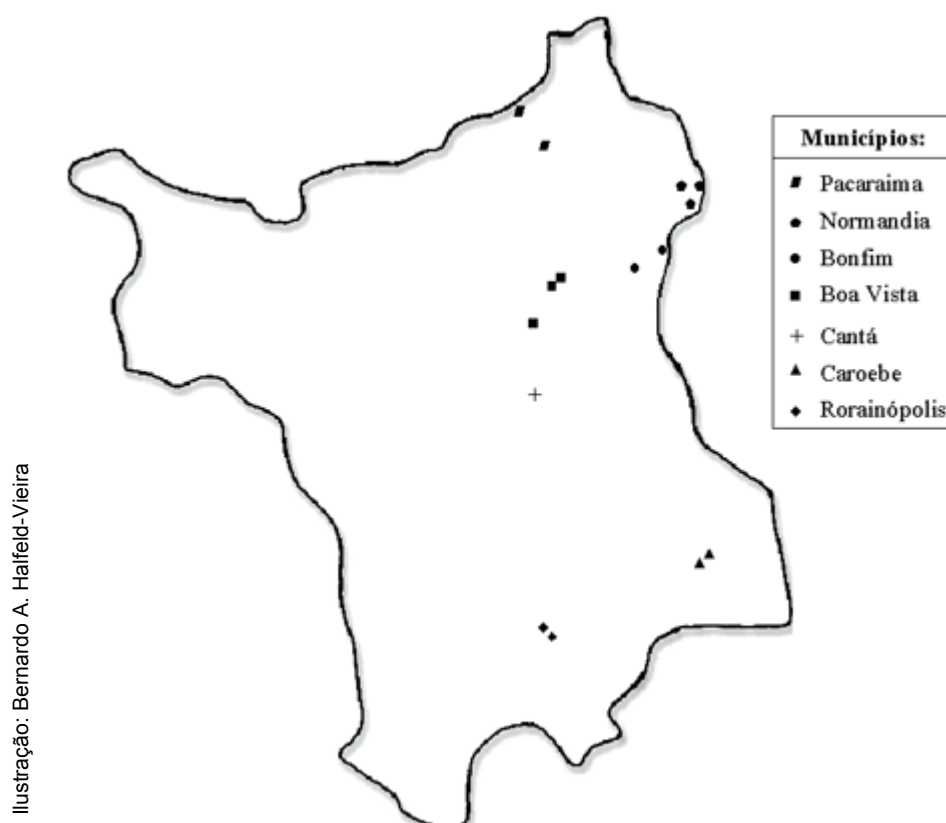 Municípios:
Pacaraima
Normandia
Bonfim
Boa Vista
Cantá
Caroebe
Rorainópolis
Ilustração: Bernardo A. Halfeld-Vieira